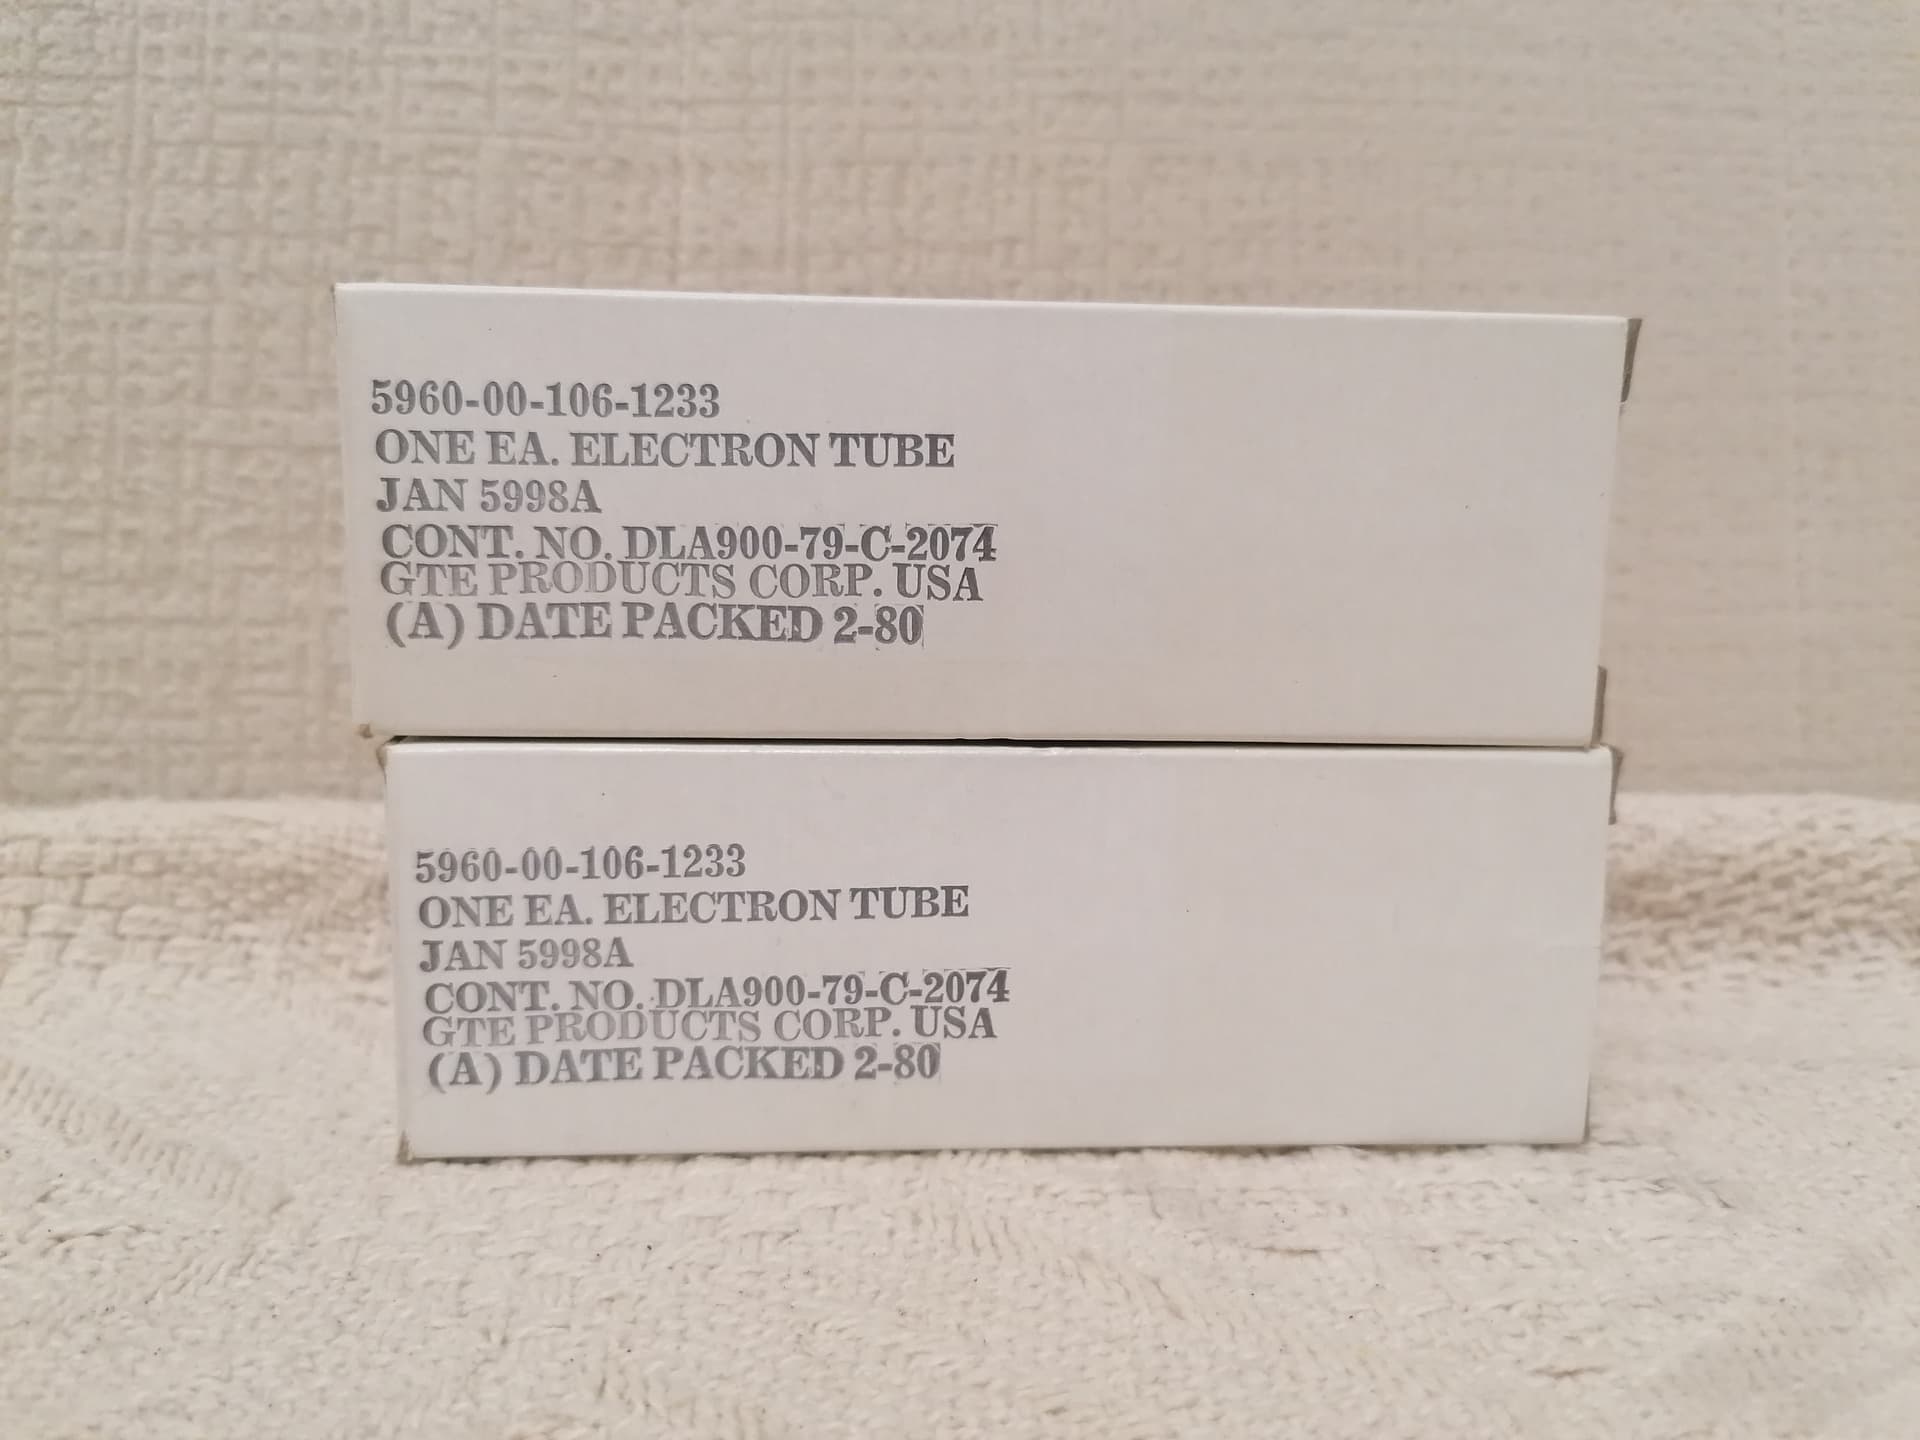 5960-00-106-1233
ONE EA. ELECTRON TUBE
JAN 5998A
CONT. NO. DLA900-79-C-2074
GTE PRODUCTS CORP. USA
(A) DATE PACKED 2-80
5960-00-106-1233
ONE EA. ELECTRON TUBE
JAN 5998A
CONT. NO. DLA900-79-C-2074
GTE PRODUCTS CORP. USA
(A) DATE PACKED 2-80